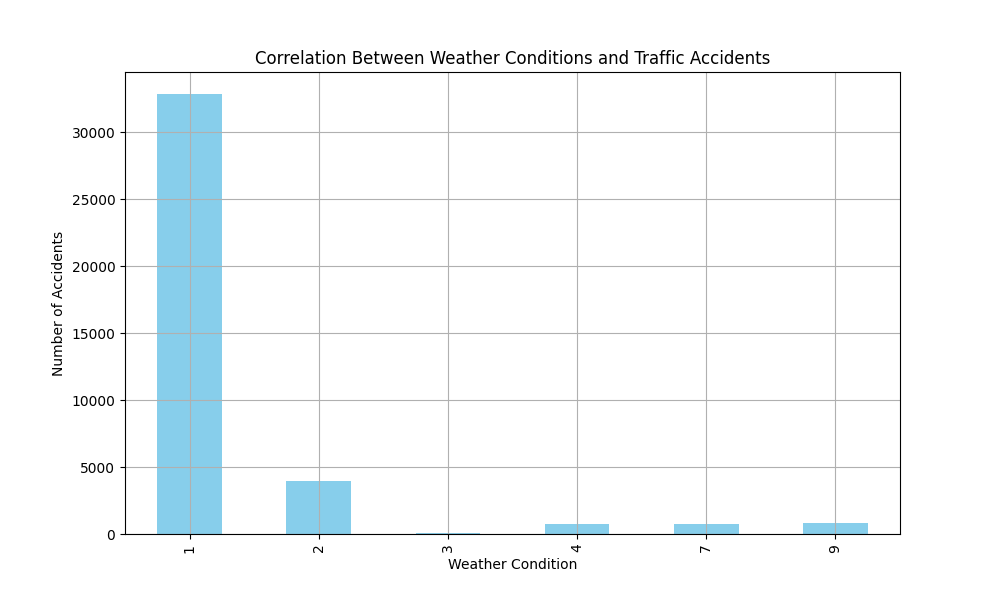 Correlation Between Weather Conditions and Traffic Accidents
Number of Accidents
30000
25000
20000
15000
10000
5000
0
1 2 3 4 7 9
Weather Condition